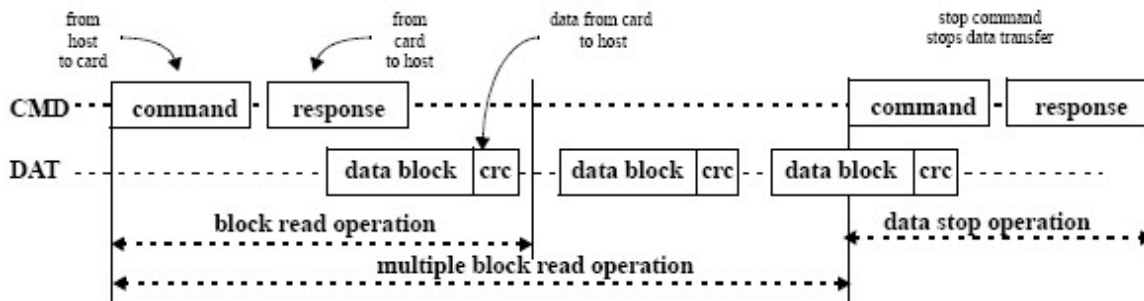 from
host
to card
from
card
to host
data from card
to host
stop command
stops data transfer
CMD
command
response
command
response
DAT
data block
crc
data block
crc
data block
crc
block read operation
data stop operation
multiple block read operation